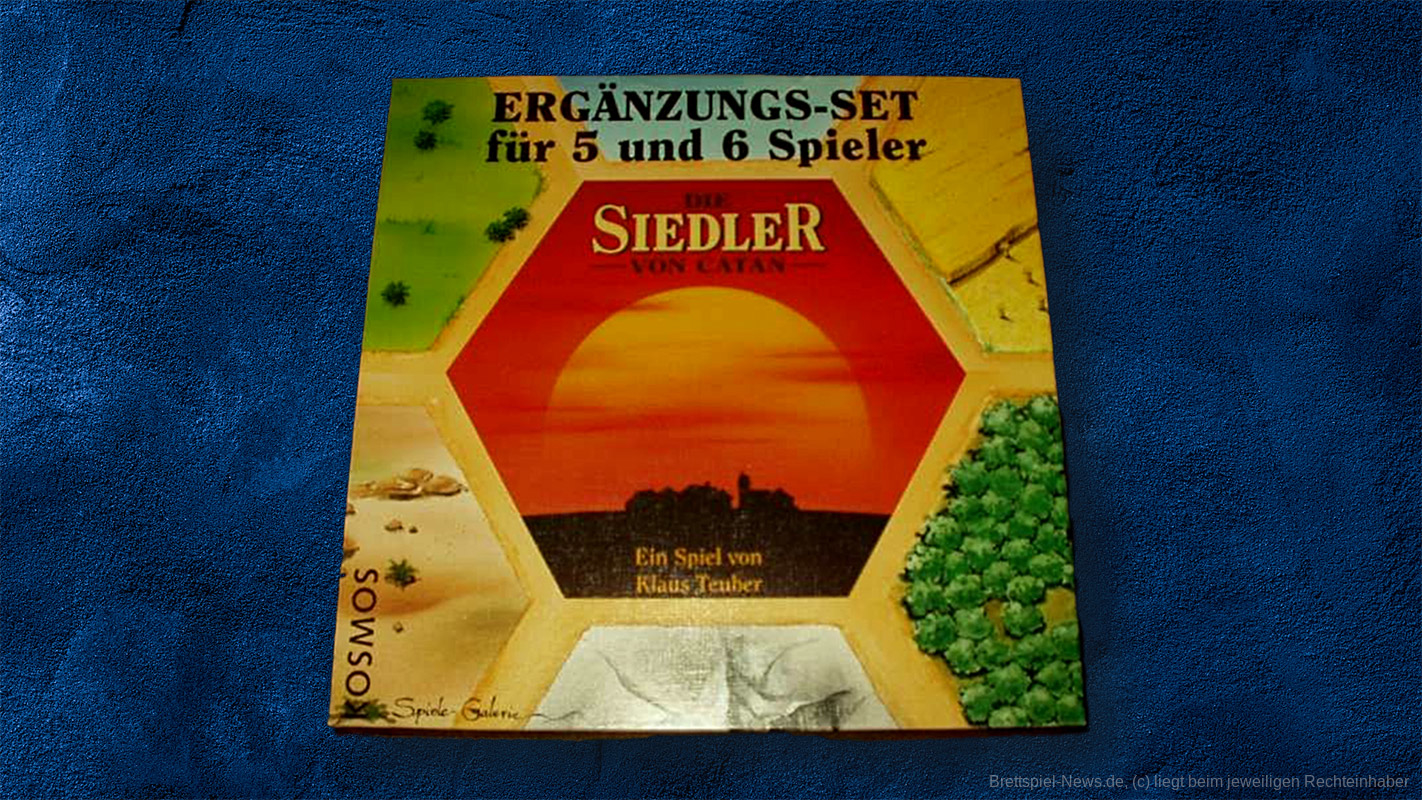 ERGÄNZUNGS-SET
für 5 und 6 Spieler
DIE
SIEDLER
VON CATAN
Ein Spiel von
Klaus Teuber
KOSMOS
Spiele-Galerie
Brettspiel-News.de, (c) liegt beim jeweiligen Rechteinhaber